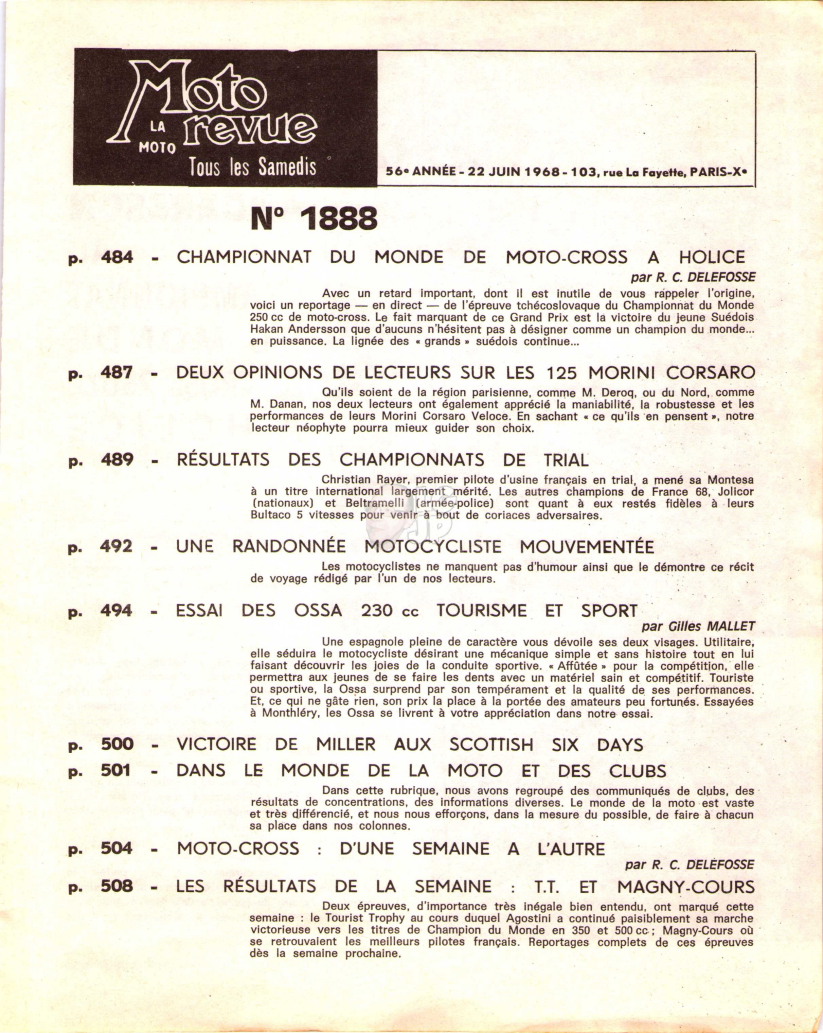 Moto
LA
MOTO revue
Tous les Samedis
56e ANNÉE - 22 JUIN 1968 - 103, rue La Fayette, PARIS-Xe
N° 1888
p. 484 - CHAMPIONNAT DU MONDE DE MOTO-CROSS A HOLICE
par R. C. DELEFOSSE
Avec un retard important, dont il est inutile de vous rappeler l'origine,
voici un reportage — en direct — de l'épreuve tchécoslovaque du Championnat du Monde
250 cc de moto-cross. Le fait marquant de ce Grand Prix est la victoire du jeune Suédois
Hakan Andersson que d'aucuns n'hésitent pas à désigner comme un champion du monde...
en puissance. La lignée des « grands » suédois continue...
p. 487 - DEUX OPINIONS DE LECTEURS SUR LES 125 MORINI CORSARO
Qu'ils soient de la région parisienne, comme M. Deroq, ou du Nord, comme
M. Danan, nos deux lecteurs ont également apprécié la maniabilité, la robustesse et les
performances de leurs Morini Corsaro Veloce. En sachant « ce qu'ils en pensent », notre
lecteur néophyte pourra mieux guider son choix.
p. 489 - RÉSULTATS DES CHAMPIONNATS DE TRIAL
Christian Rayer, premier pilote d'usine français en trial, a mené sa Montesa
à un titre international largement mérité. Les autres champions de France 68, Jolicor
(nationaux) et Beltramelli (armée-police) sont quant à eux restés fidèles à leurs
Bultaco 5 vitesses pour venir à bout de coriaces adversaires.
p. 492 - UNE RANDONNÉE MOTOCYCLISTE MOUVEMENTÉE
Les motocyclistes ne manquent pas d'humour ainsi que le démontre ce récit
de voyage rédigé par l'un de nos lecteurs.
p. 494 - ESSAI DES OSSA 230 cc TOURISME ET SPORT
par Gilles MALLET
Une espagnole pleine de caractère vous dévoile ses deux visages. Utilitaire,
elle séduira le motocycliste désirant une mécanique simple et sans histoire tout en lui
faisant découvrir les joies de la conduite sportive. « Affûtée » pour la compétition, elle
permettra aux jeunes de se faire les dents avec un matériel sain et compétitif. Touriste
ou sportive, la Ossa surprend par son tempérament et la qualité de ses performances.
Et, ce qui ne gâte rien, son prix la place à la portée des amateurs peu fortunés. Essayées
à Monthléry, les Ossa se livrent à votre appréciation dans notre essai.
p. 500 - VICTOIRE DE MILLER AUX SCOTTISH SIX DAYS
p. 501 - DANS LE MONDE DE LA MOTO ET DES CLUBS
Dans cette rubrique, nous avons regroupé des communiqués de clubs, des
résultats de concentrations, des informations diverses. Le monde de la moto est vaste
et très différencié, et nous nous efforçons, dans la mesure du possible, de faire à chacun
sa place dans nos colonnes.
p. 504 - MOTO-CROSS : D'UNE SEMAINE A L'AUTRE
par R. C. DELEFOSSE
p. 508 - LES RÉSULTATS DE LA SEMAINE : T.T. ET MAGNY-COURS
Deux épreuves, d'importance très inégale bien entendu, ont marqué cette
semaine : le Tourist Trophy au cours duquel Agostini a continué paisiblement sa marche
victorieuse vers les titres de Champion du Monde en 350 et 500 cc ; Magny-Cours où
se retrouvaient les meilleurs pilotes français. Reportages complets de ces épreuves
dès la semaine prochaine.